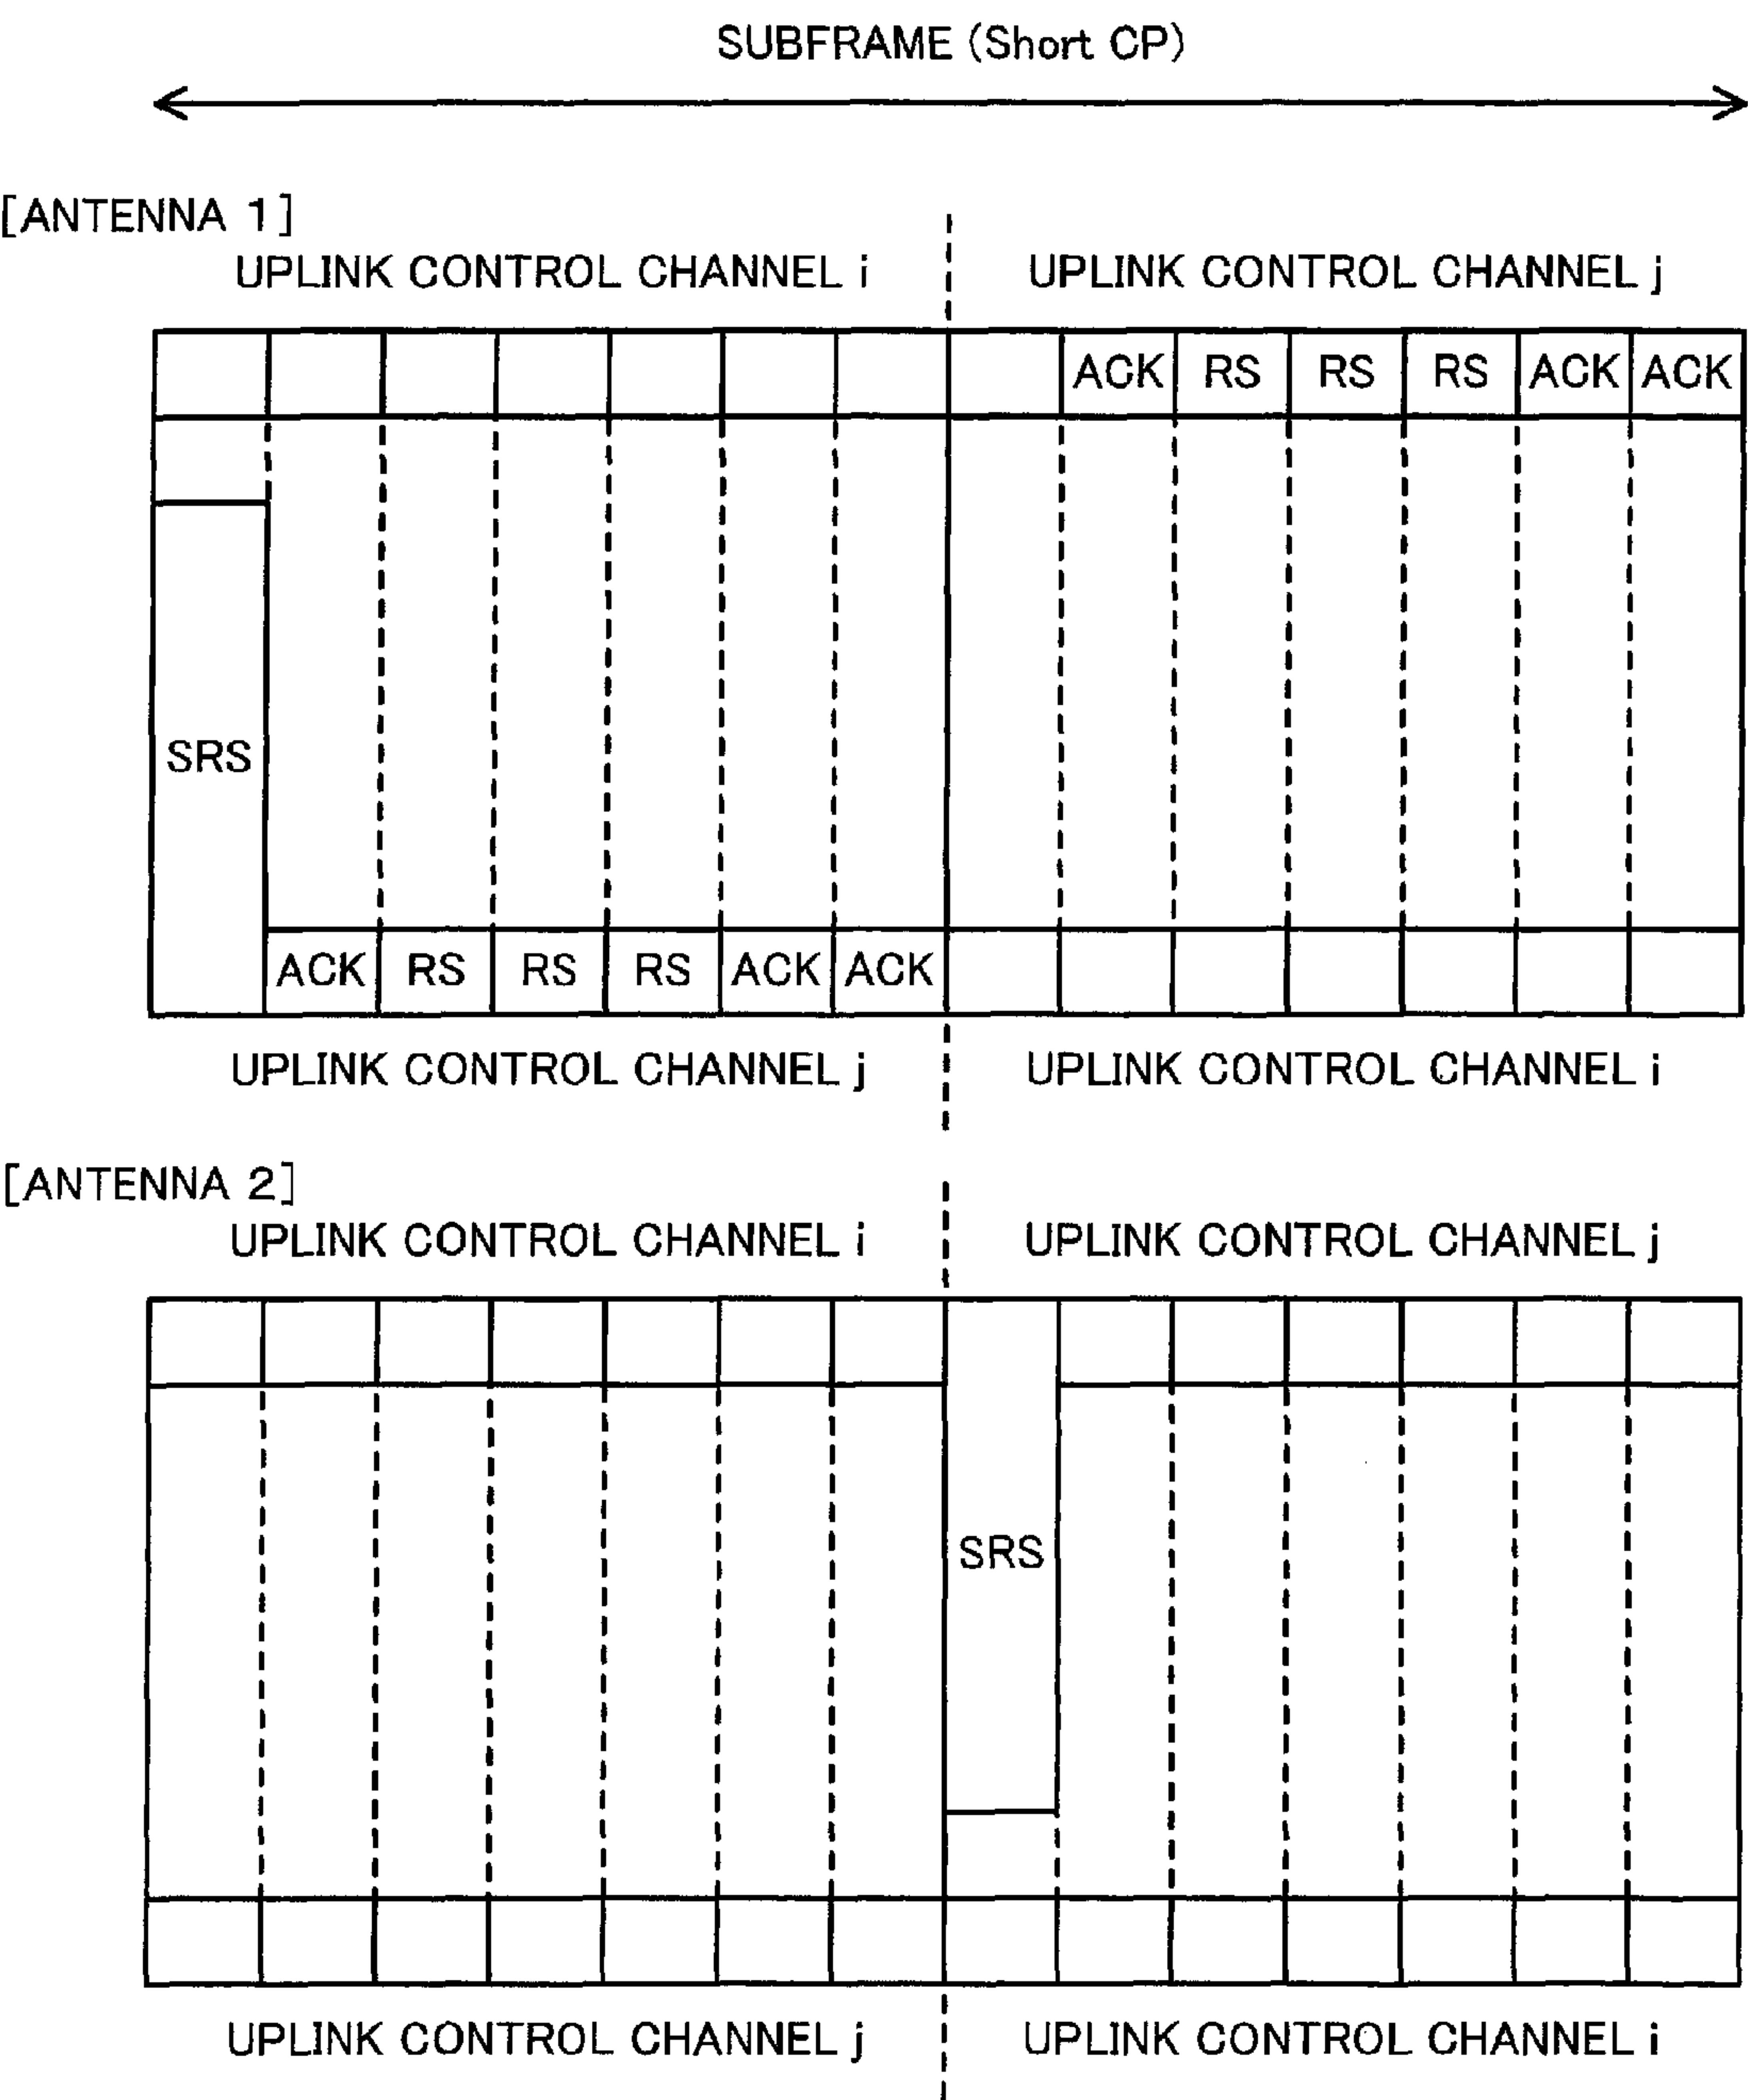 SUBFRAME (Short CP)
[ANTENNA 1]
UPLINK CONTROL CHANNEL i UPLINK CONTROL CHANNEL j
ACK RS RS RS ACK ACK
SRS
ACK RS RS RS ACK ACK
UPLINK CONTROL CHANNEL j UPLINK CONTROL CHANNEL i
[ANTENNA 2]
UPLINK CONTROL CHANNEL i UPLINK CONTROL CHANNEL j
SRS
UPLINK CONTROL CHANNEL j UPLINK CONTROL CHANNEL i